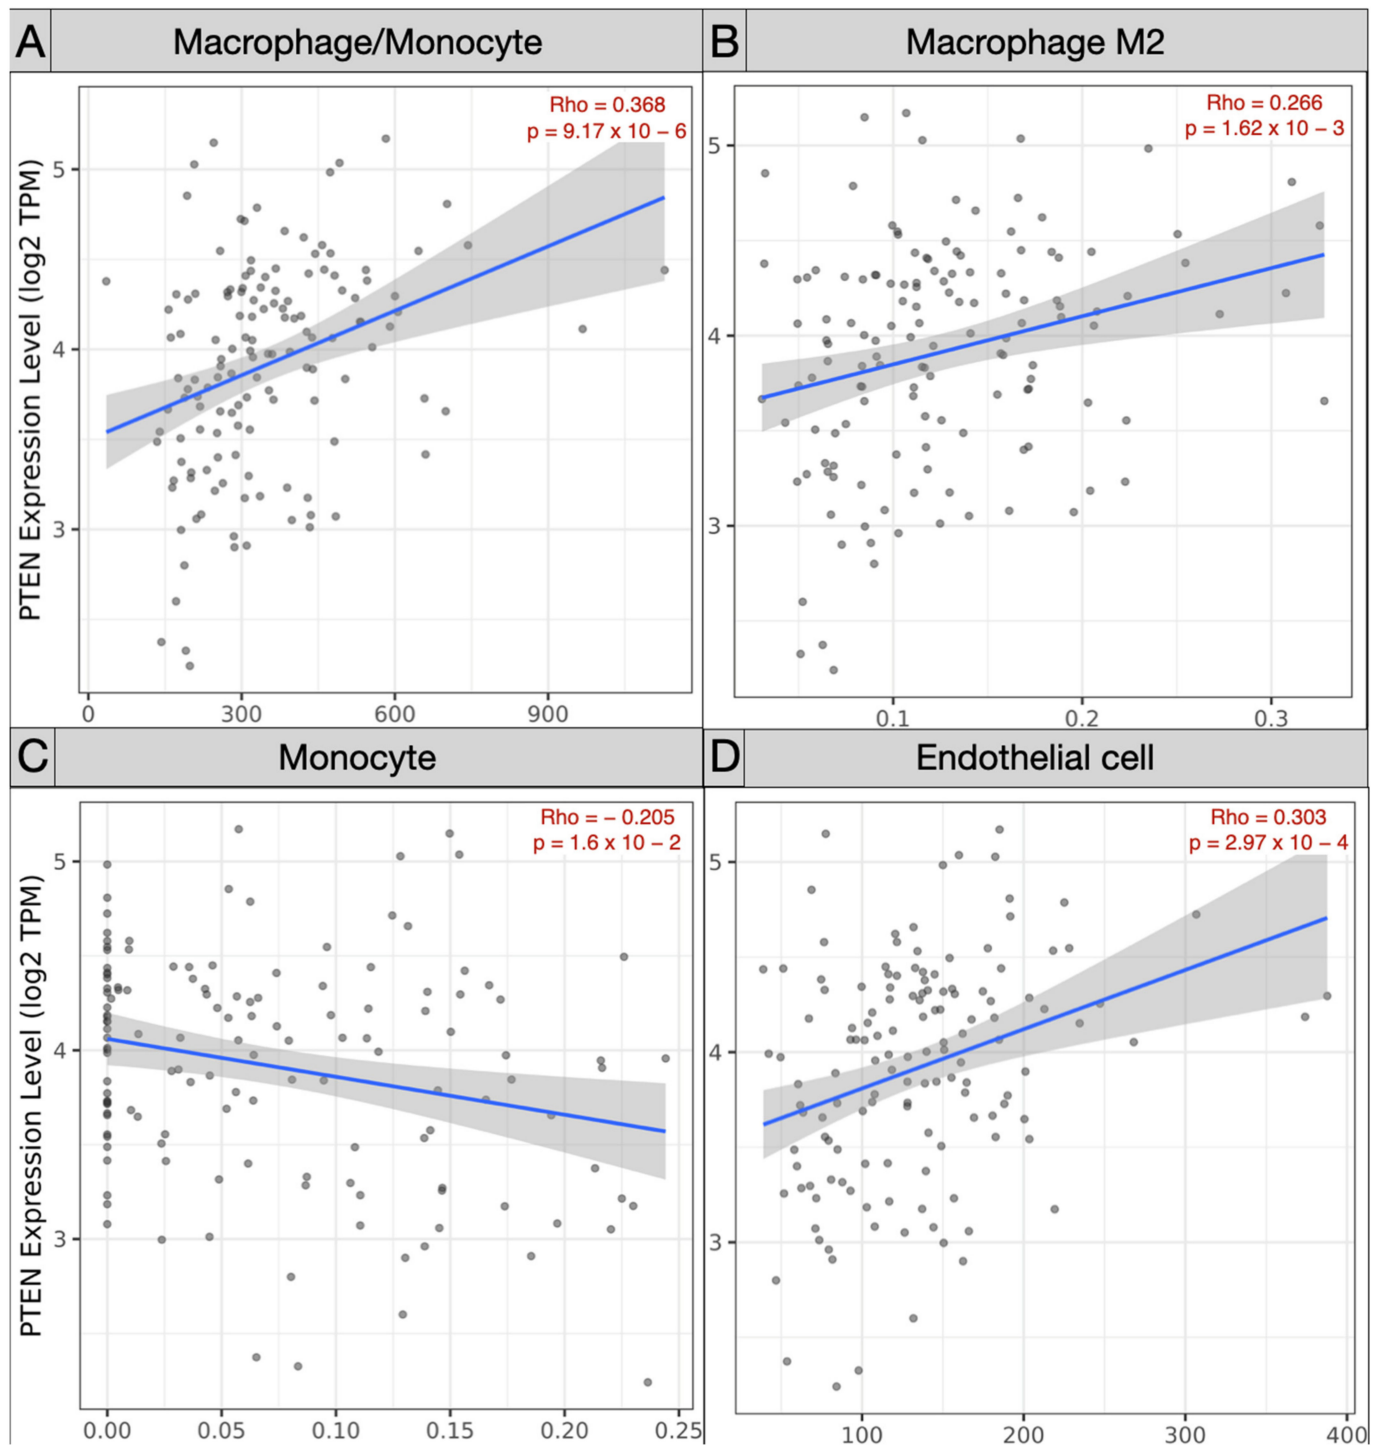 A Macrophage/Monocyte
Rho = 0.368
p = 9.17 x 10 – 6
PTEN Expression Level (log2 TPM)
5
4
3
0 300 600 900
B Macrophage M2
Rho = 0.266
p = 1.62 x 10 – 3
5
4
3
0.1 0.2 0.3
C Monocyte
Rho = – 0.205
p = 1.6 x 10 – 2
PTEN Expression Level (log2 TPM)
5
4
3
0.00 0.05 0.10 0.15 0.20 0.25
D Endothelial cell
Rho = 0.303
p = 2.97 x 10 – 4
5
4
3
100 200 300 400